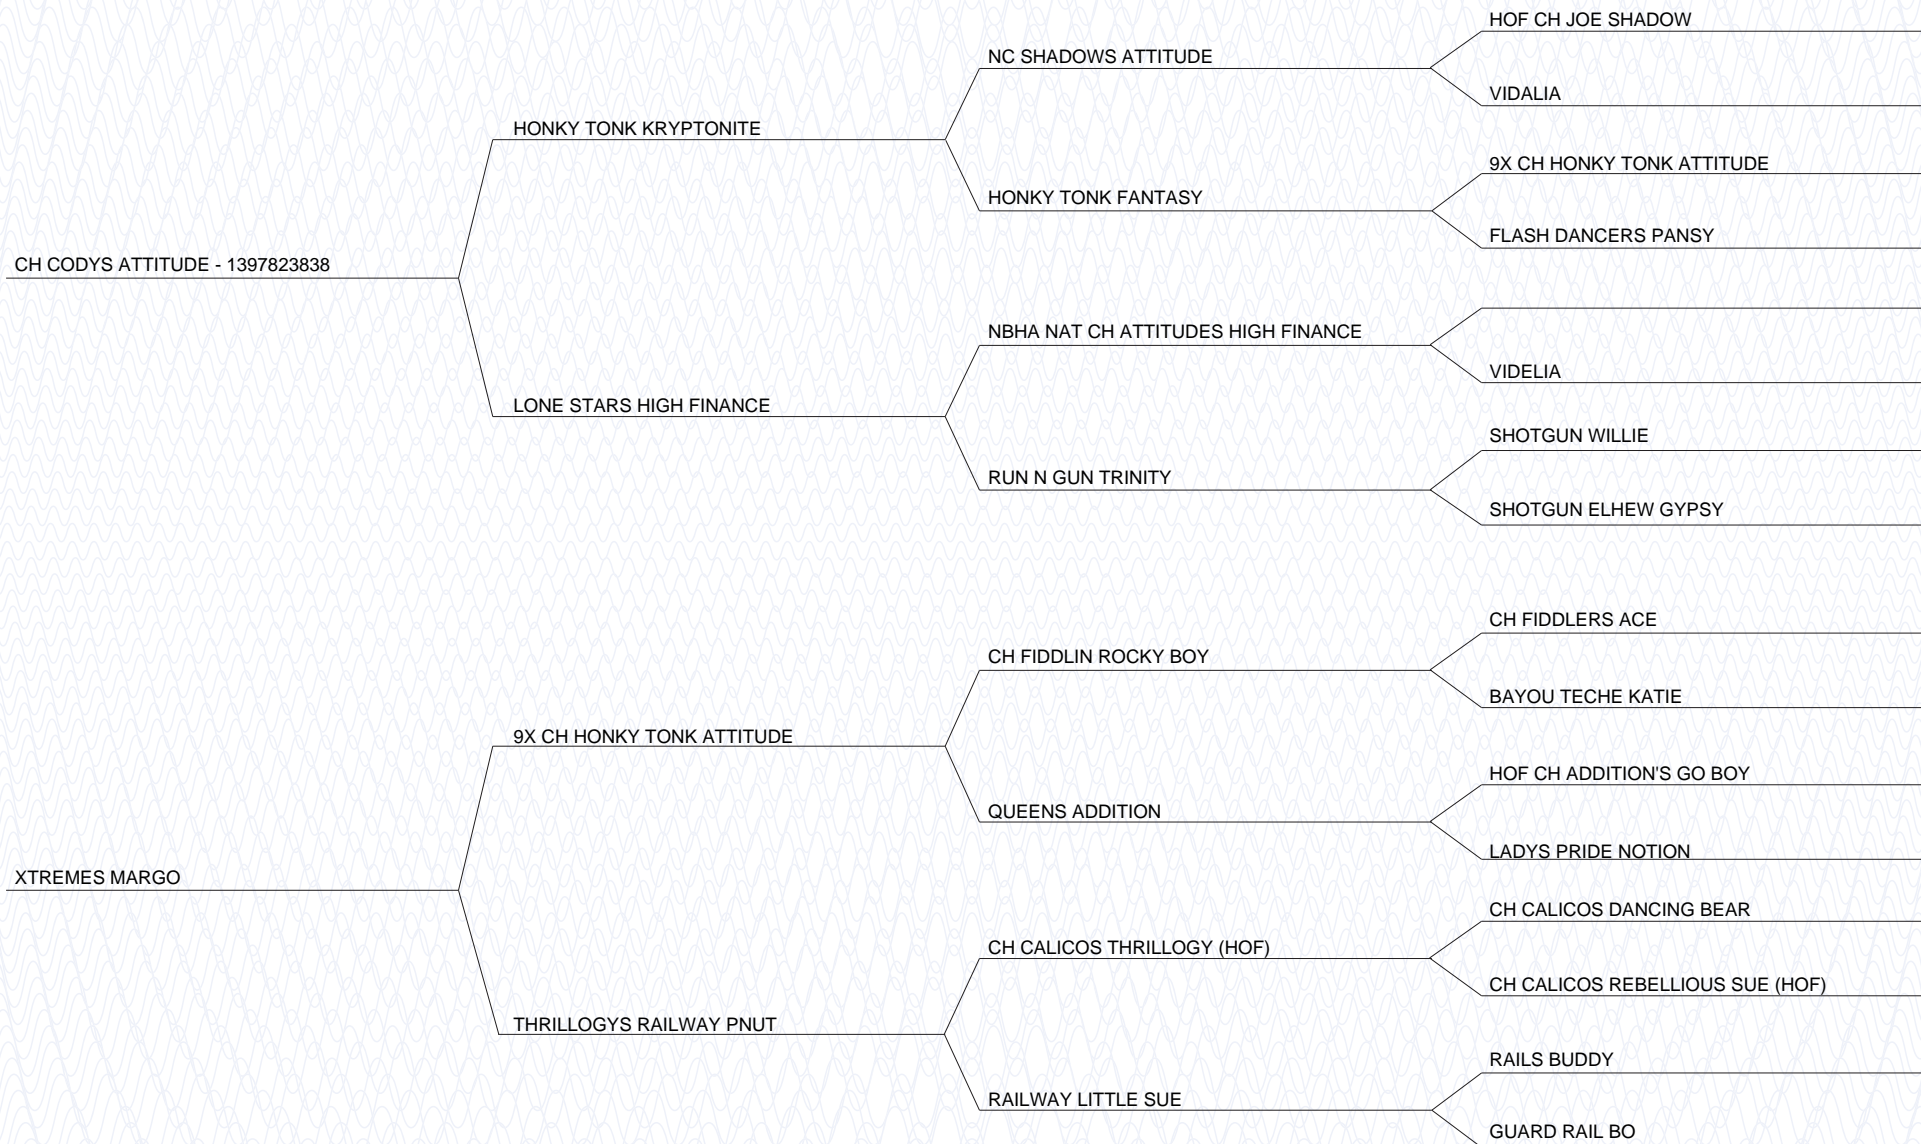 HOF CH JOE SHADOW
NC SHADOWS ATTITUDE
VIDALIA
HONKY TONK KRYPTONITE
9X CH HONKY TONK ATTITUDE
HONKY TONK FANTASY
FLASH DANCERS PANSY
CH CODYS ATTITUDE - 1397823838
NBHA NAT CH ATTITUDES HIGH FINANCE
VIDELIA
LONE STARS HIGH FINANCE
SHOTGUN WILLIE
RUN N GUN TRINITY
SHOTGUN ELHEW GYPSY
CH FIDDLERS ACE
CH FIDDLIN ROCKY BOY
BAYOU TECHE KATIE
9X CH HONKY TONK ATTITUDE
HOF CH ADDITION'S GO BOY
QUEENS ADDITION
LADYS PRIDE NOTION
XTREMES MARGO
CH CALICOS DANCING BEAR
CH CALICOS THRILLOGY (HOF)
CH CALICOS REBELLIOUS SUE (HOF)
THRILLOGYS RAILWAY PNUT
RAILS BUDDY
RAILWAY LITTLE SUE
GUARD RAIL BO